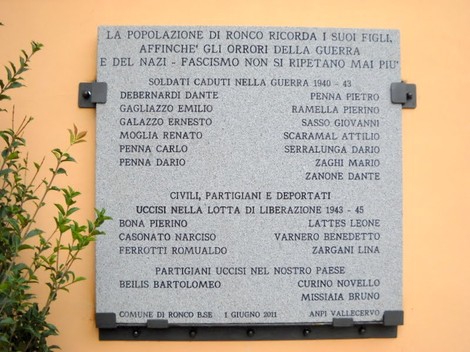 LA POPOLAZIONE DI RONCO RICORDA I SUOI FIGLI,
AFFINCHE' GLI ORRORI DELLA GUERRA
E DEL NAZI - FASCISMO NON SI RIPETANO MAI PIU'
SOLDATI CADUTI NELLA GUERRA 1940 - 43
DEBERNARDI DANTE PENNA PIETRO
GAGLIAZZO EMILIO RAMELLA PIERINO
GALAZZO ERNESTO SASSO GIOVANNI
MOGLIA RENATO SCARAMAL ATTILIO
PENNA CARLO SERRALUNGA DARIO
PENNA DARIO ZAGHI MARIO
ZANONE DANTE
CIVILI, PARTIGIANI E DEPORTATI
UCCISI NELLA LOTTA DI LIBERAZIONE 1943 - 45
BONA PIERINO LATTES LEONE
CASONATO NARCISO VARNERO BENEDETTO
FERROTTI ROMUALDO ZARGANI LINA
PARTIGIANI UCCISI NEL NOSTRO PAESE
BEILIS BARTOLOMEO CURINO NOVELLO
MISSIAIA BRUNO
COMUNE DI RONCO B.SE 1 GIUGNO 2011 ANPI VALLECERVO